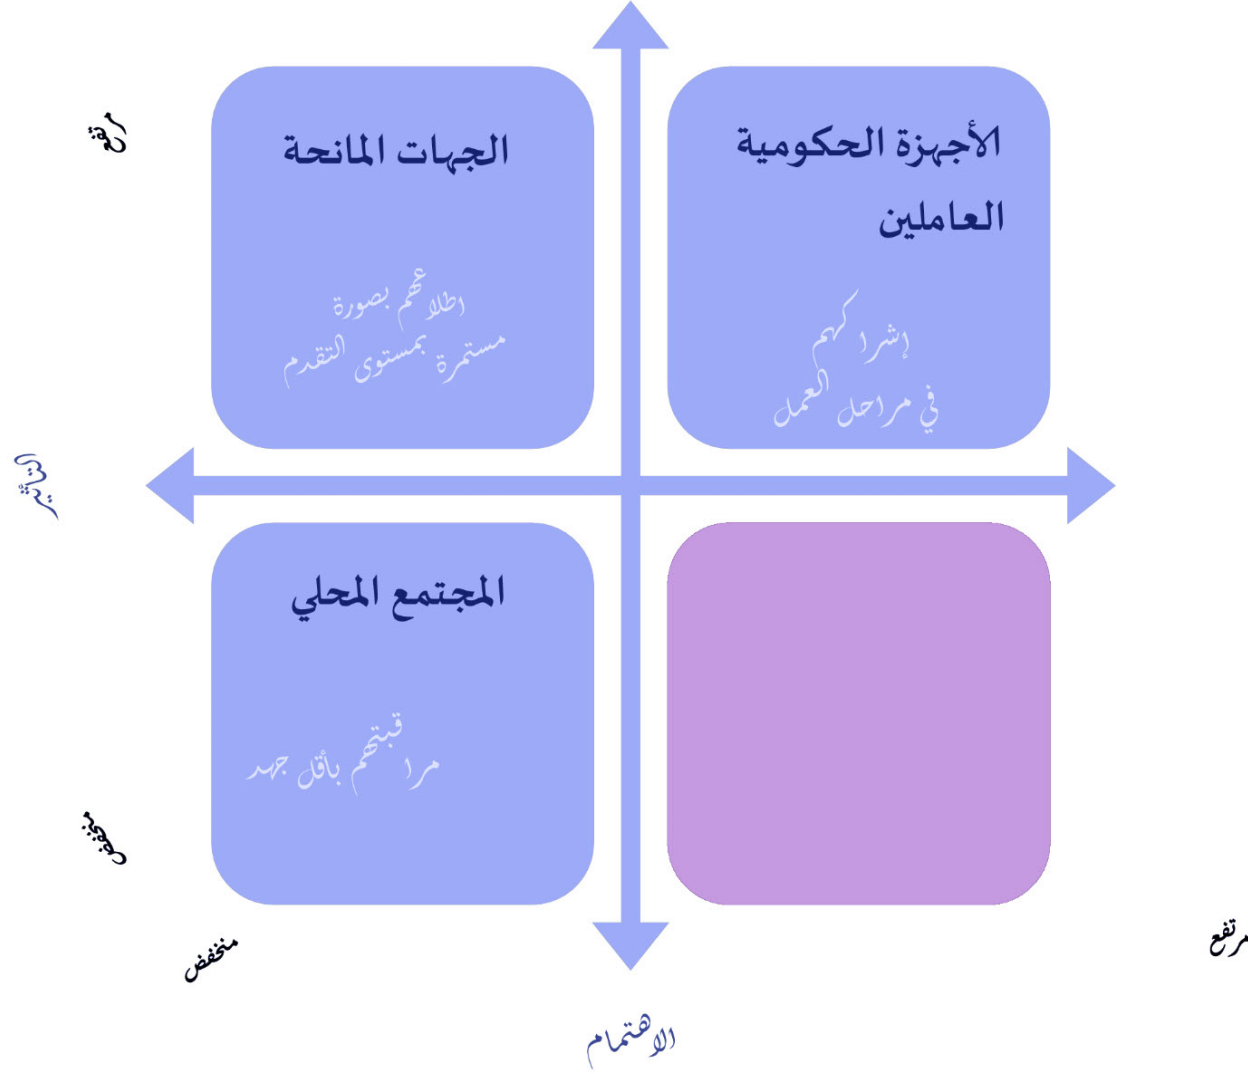 مرتفع
الأجهزة الحكومية
العاملين
إشراكهم
في مراحل العمل
الجهات المانحة
اطلاعهم بصورة
مستمرة بمستوى التقدم
التأثير
المجتمع المحلي
مراقبتهم بأقل جهد
منخفض
مرتفع
منخفض
الاهتمام